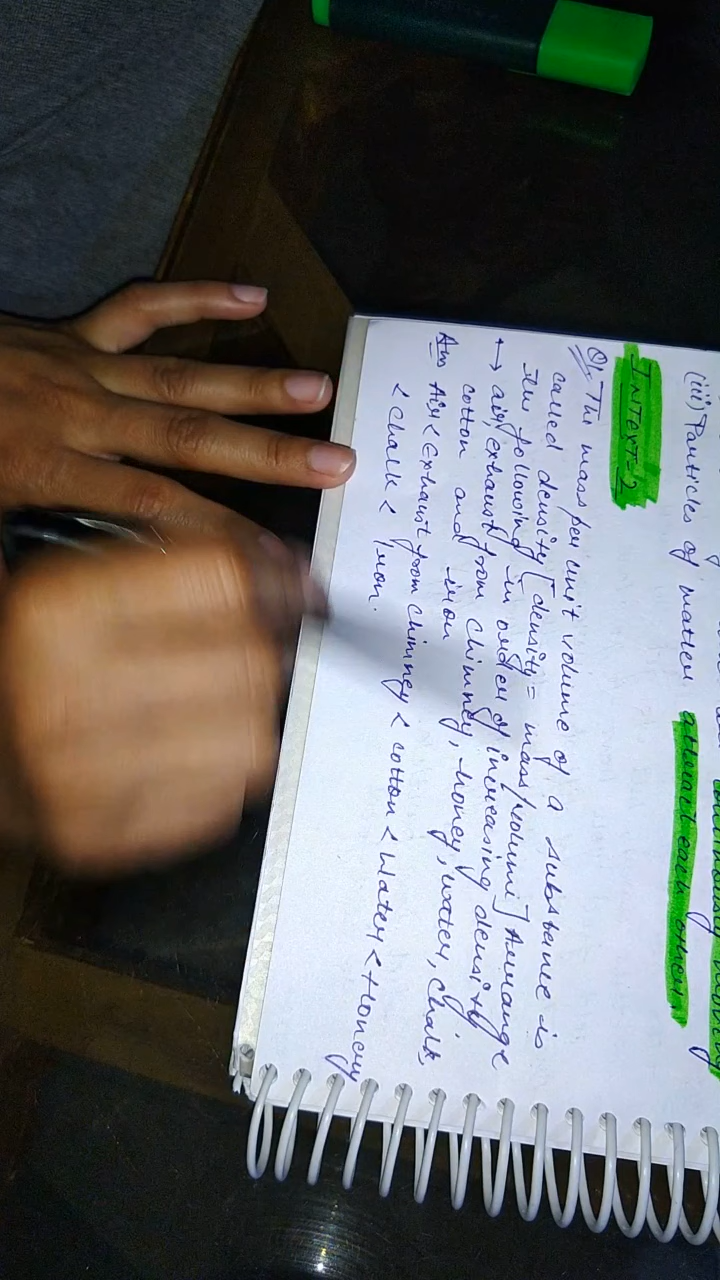 continuously moving
(iii) Particles of matter attract each other.
INTEXT-2
Q1. The mass per unit volume of a substance is
called density [density = mass/volume] Arrange
the following in order of increasing density
→ air, exhaust from chimney, honey, water, chalk,
cotton and iron
Ans Air < exhaust from chimney < cotton < Water < Honey
< chalk < Iron.